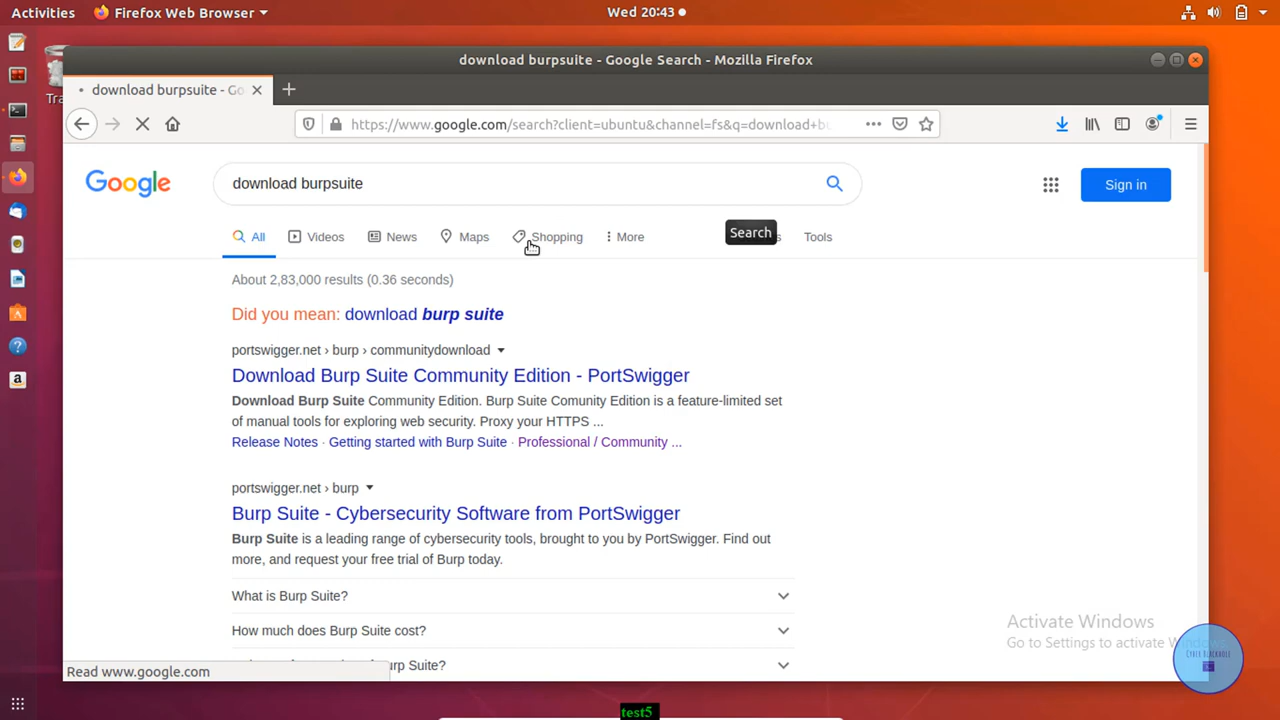 Activities
Firefox Web Browser
Wed 20:43
download burpsuite - Google Search - Mozilla Firefox
download burpsuite - Go
https://www.google.com/search?client=ubuntu&channel=fs&q=download+bu
Google
download burpsuite
Sign in
All
Videos
News
Maps
Shopping
More
Search
Tools
About 2,83,000 results (0.36 seconds)
Did you mean: download burp suite
portswigger.net › burp › communitydownload
Download Burp Suite Community Edition - PortSwigger
Download Burp Suite Community Edition. Burp Suite Comunity Edition is a feature-limited set
of manual tools for exploring web security. Proxy your HTTPS ...
Release Notes · Getting started with Burp Suite · Professional / Community ...
portswigger.net › burp
Burp Suite - Cybersecurity Software from PortSwigger
Burp Suite is a leading range of cybersecurity tools, brought to you by PortSwigger. Find out
more, and request your free trial of Burp today.
What is Burp Suite?
How much does Burp Suite cost?
urp Suite?
Read www.google.com
Activate Windows
Go to Settings to activate Windows
CYBER BLACKHOLE
test5